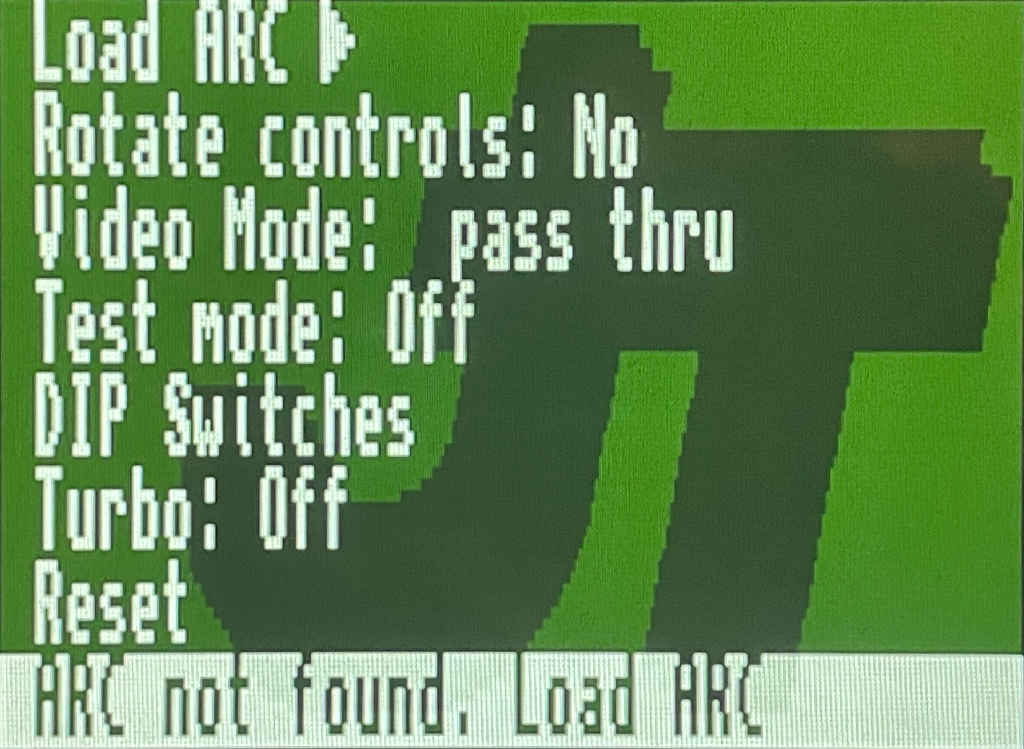 Load ARC ▶
Rotate controls: No
Video Mode: pass thru
Test mode: Off
DIP Switches
Turbo: Off
Reset
ARC not found. Load ARC